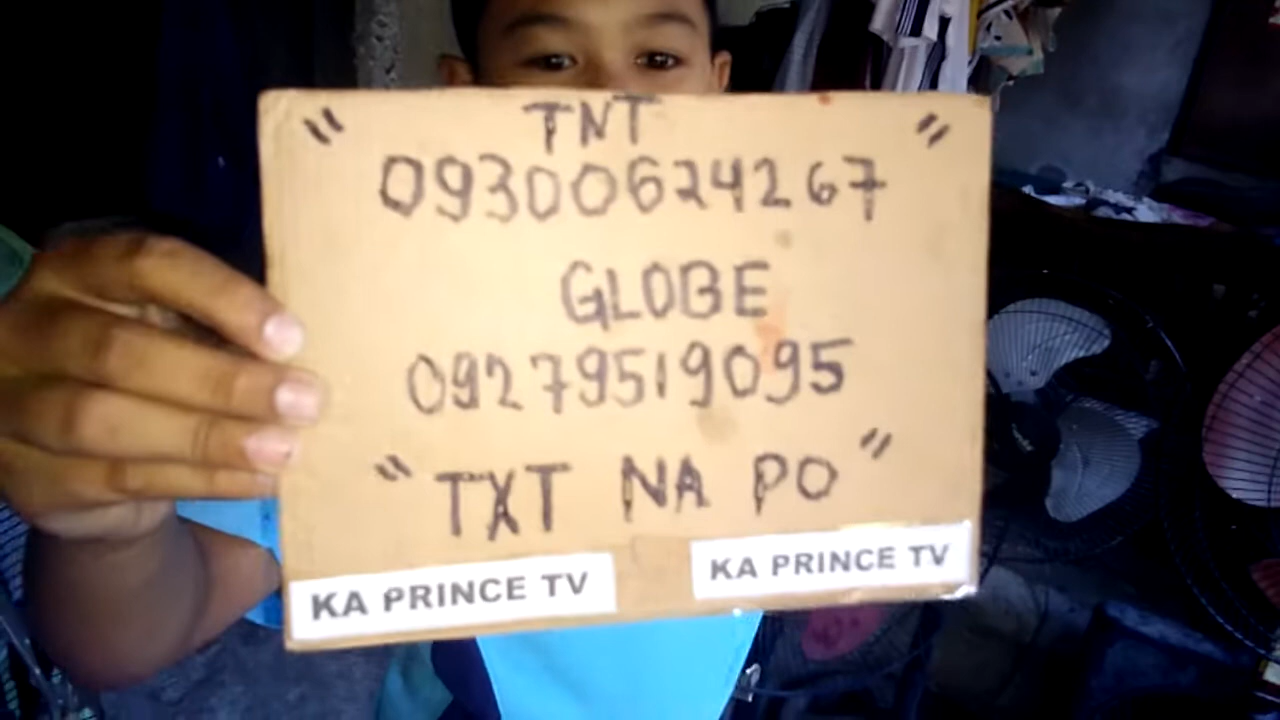 " TNT "
09300624267
GLOBE
09279519095
"TXT NA PO"
KA PRINCE TV KA PRINCE TV